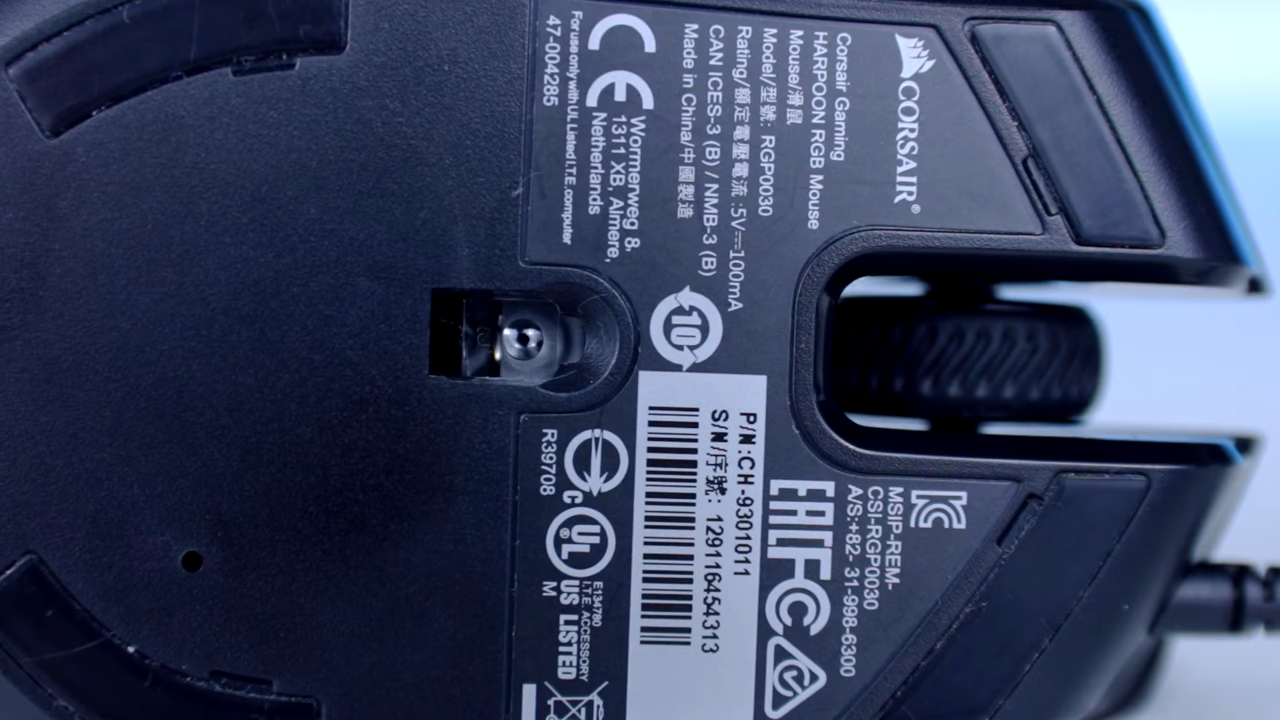 CORSAIR®
Corsair Gaming
HARPOON RGB Mouse
Mouse/滑鼠
Model/型號: RGP0030
Rating/額定電壓電流 :5V⎓100mA
CAN ICES-3 (B) / NMB-3 (B)
Made in China/中國製造
CE
Wormerweg 8,
1311 XB, Almere,
Netherlands
For use only with UL Listed I.T.E. computer
47-004285
10
MSIP-REM-
CSI-RGP0030
A/S:+82- 31-998-6300
EAC
P/N:CH-9301011
S/N/序號: 129116454313
R39708
c UL® US LISTED
E134780
I.T.E. ACCESSORY
M